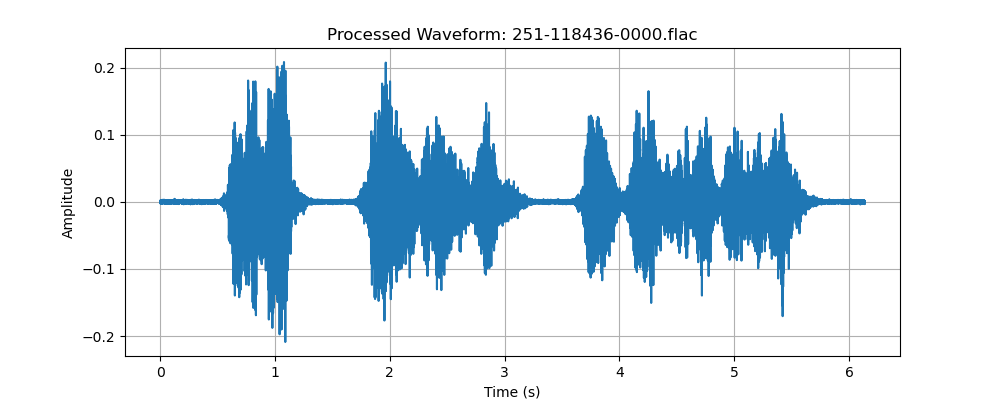 Processed Waveform: 251-118436-0000.flac
0.2
0.1
0.0
−0.1
−0.2
Amplitude
0 1 2 3 4 5 6
Time (s)